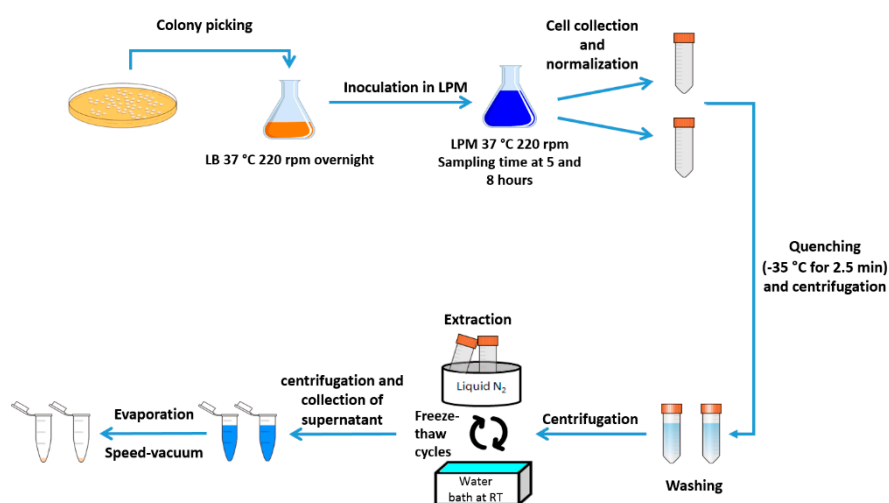 Colony picking
LB 37 °C 220 rpm overnight
Inoculation in LPM
LPM 37 °C 220 rpm
Sampling time at 5 and
8 hours
Cell collection
and
normalization
Quenching
(-35 °C for 2.5 min)
and centrifugation
Washing
Centrifugation
Extraction
Liquid N₂
Freeze-
thaw
cycles
Water
bath at RT
centrifugation and
collection of
supernatant
Evaporation
Speed-vacuum